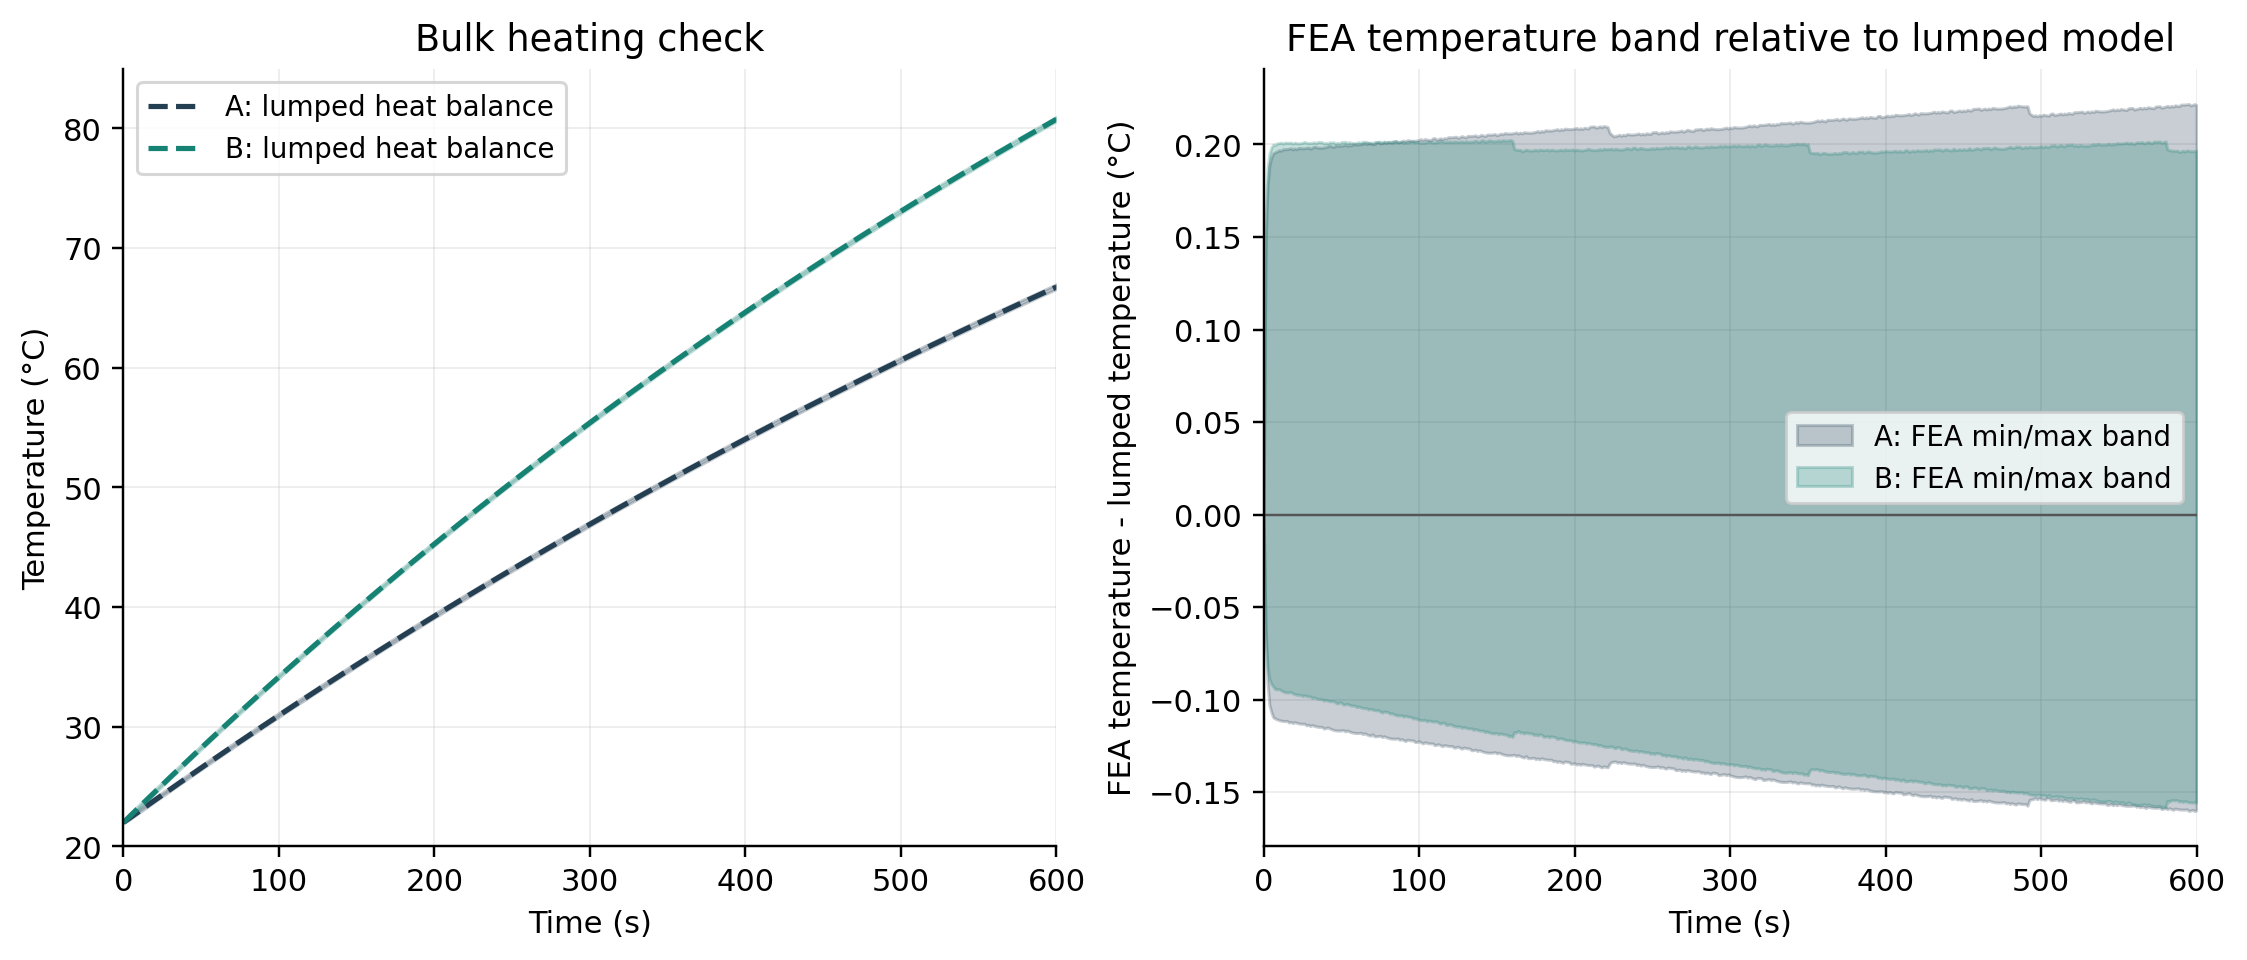 Bulk heating check
A: lumped heat balance
B: lumped heat balance
Temperature (°C)
80
70
60
50
40
30
20
0 100 200 300 400 500 600
Time (s)
FEA temperature band relative to lumped model
FEA temperature - lumped temperature (°C)
0.20
0.15
0.10
0.05
0.00
−0.05
−0.10
−0.15
A: FEA min/max band
B: FEA min/max band
0 100 200 300 400 500 600
Time (s)